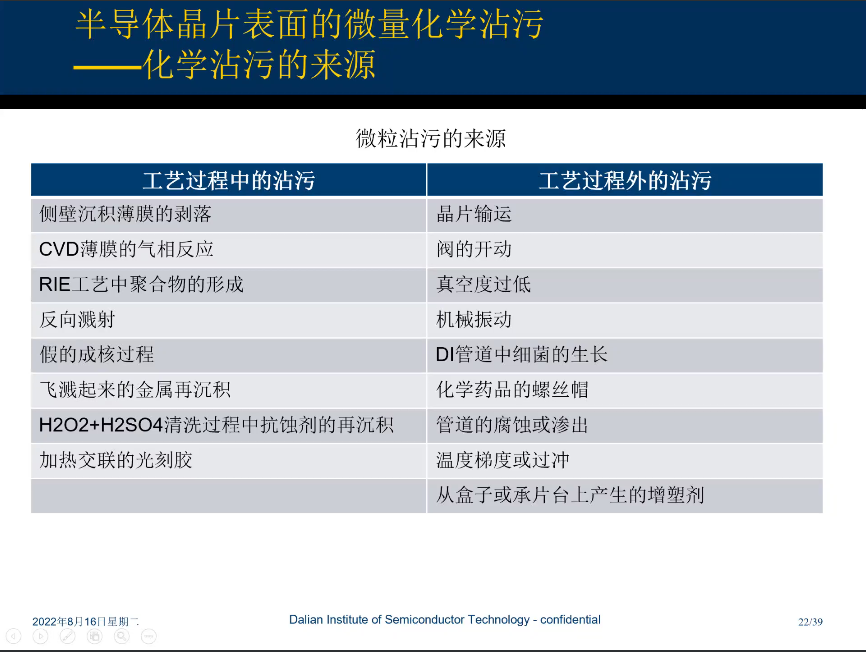 半导体晶片表面的微量化学沾污
——化学沾污的来源
微粒沾污的来源
工艺过程中的沾污 工艺过程外的沾污
侧壁沉积薄膜的剥落 晶片输运
CVD薄膜的气相反应 阀的开动
RIE工艺中聚合物的形成 真空度过低
反向溅射 机械振动
假的成核过程 DI管道中细菌的生长
飞溅起来的金属再沉积 化学药品的螺丝帽
H2O2+H2SO4清洗过程中抗蚀剂的再沉积 管道的腐蚀或渗出
加热交联的光刻胶 温度梯度或过冲
从盒子或承片台上产生的增塑剂
2022年8月16日星期二 Dalian Institute of Semiconductor Technology - confidential 22/39